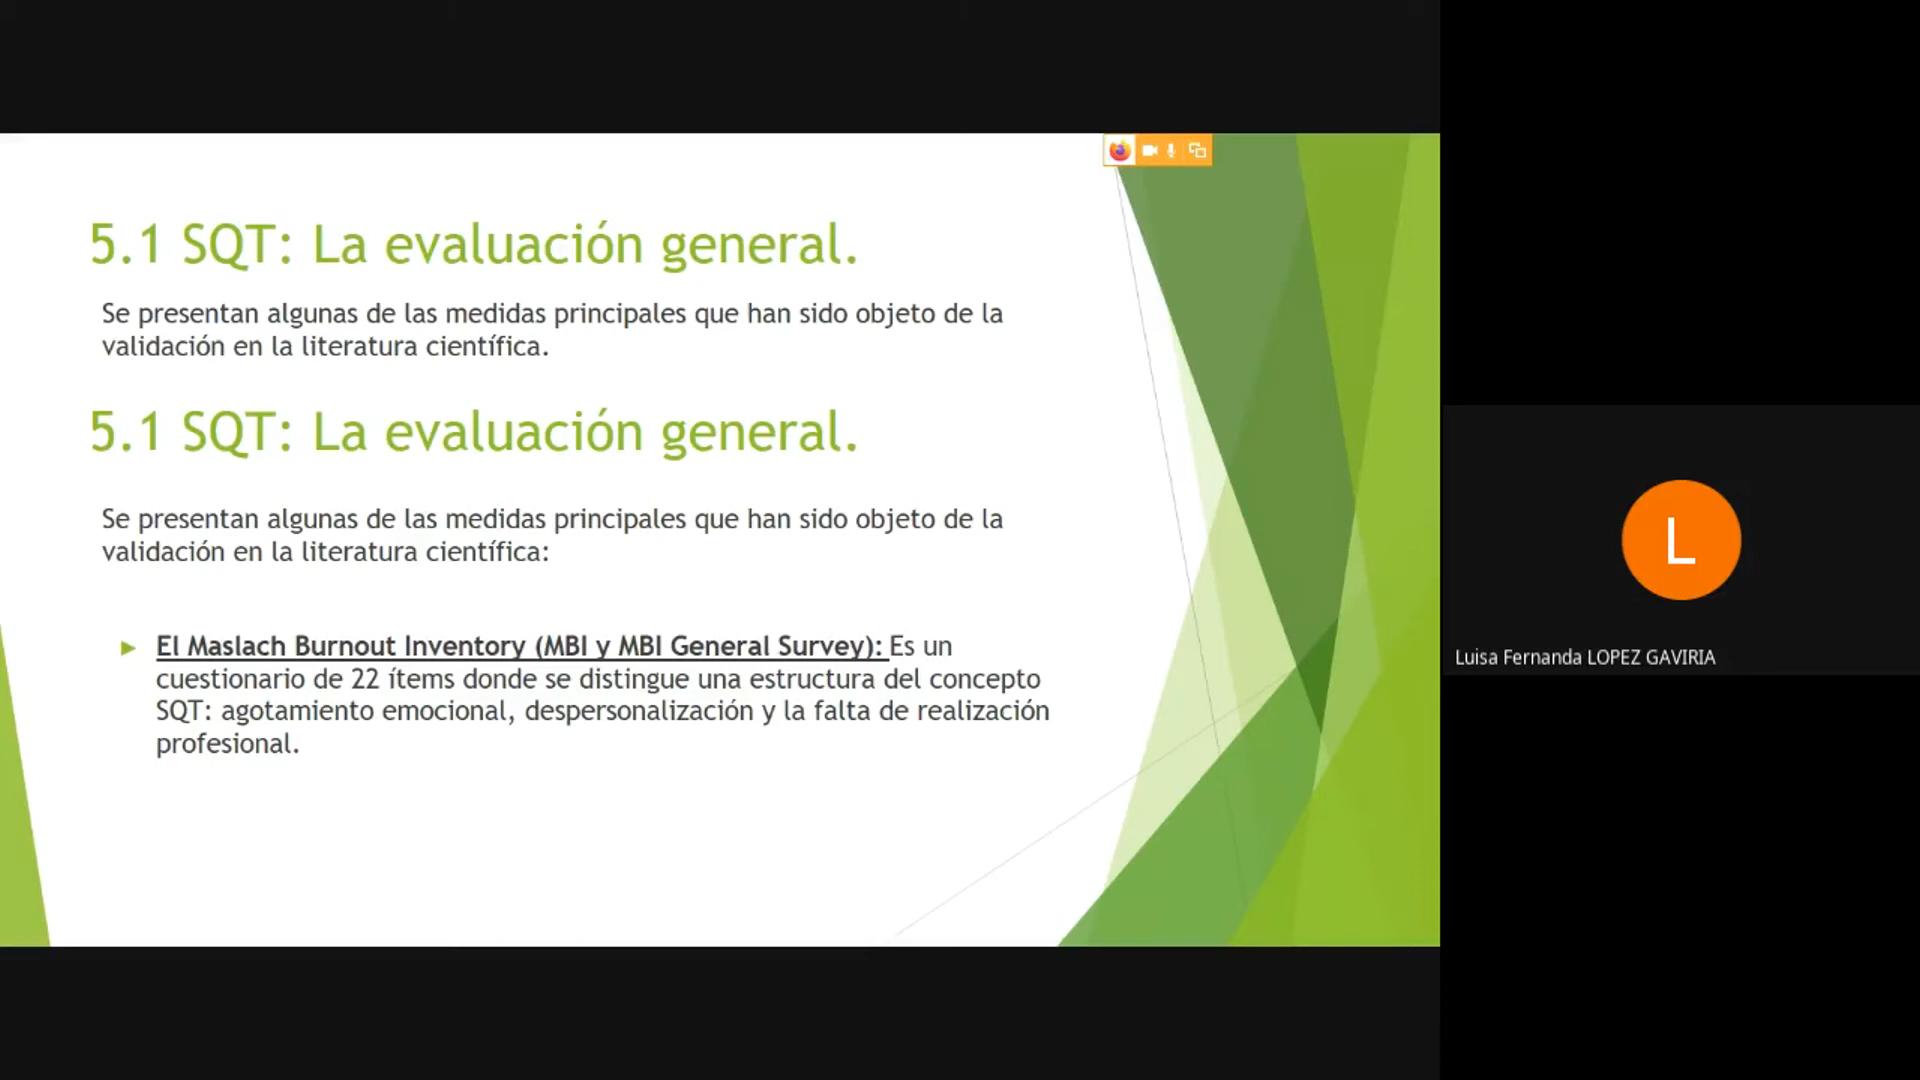 5.1 SQT: La evaluación general.
Se presentan algunas de las medidas principales que han sido objeto de la
validación en la literatura científica.
5.1 SQT: La evaluación general.
Se presentan algunas de las medidas principales que han sido objeto de la
validación en la literatura científica:
El Maslach Burnout Inventory (MBI y MBI General Survey): Es un
cuestionario de 22 ítems donde se distingue una estructura del concepto
SQT: agotamiento emocional, despersonalización y la falta de realización
profesional.
L
Luisa Fernanda LOPEZ GAVIRIA